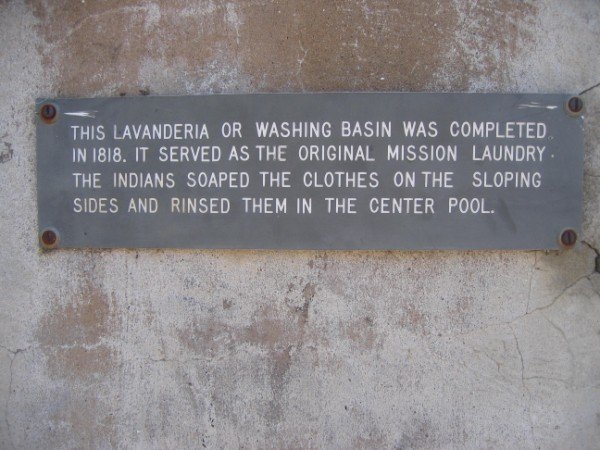 THIS LAVANDERIA OR WASHING BASIN WAS COMPLETED
IN 1818. IT SERVED AS THE ORIGINAL MISSION LAUNDRY.
THE INDIANS SOAPED THE CLOTHES ON THE SLOPING
SIDES AND RINSED THEM IN THE CENTER POOL.